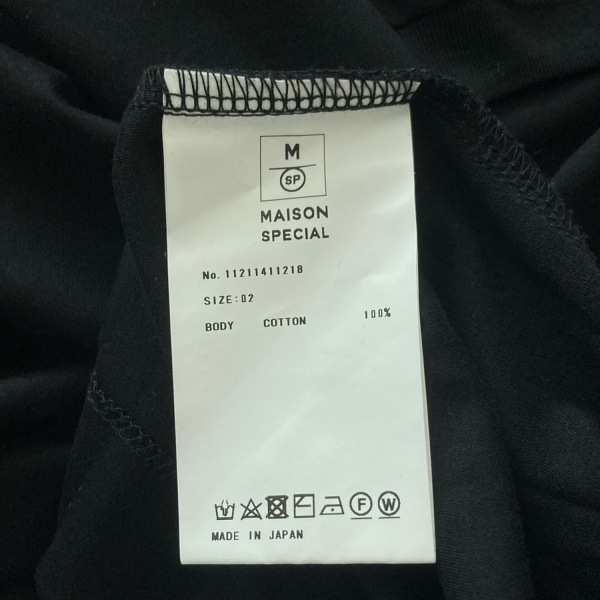 M
SP
MAISON
SPECIAL
No. 11211411218
SIZE:02
BODY COTTON 100%
F W
MADE IN JAPAN